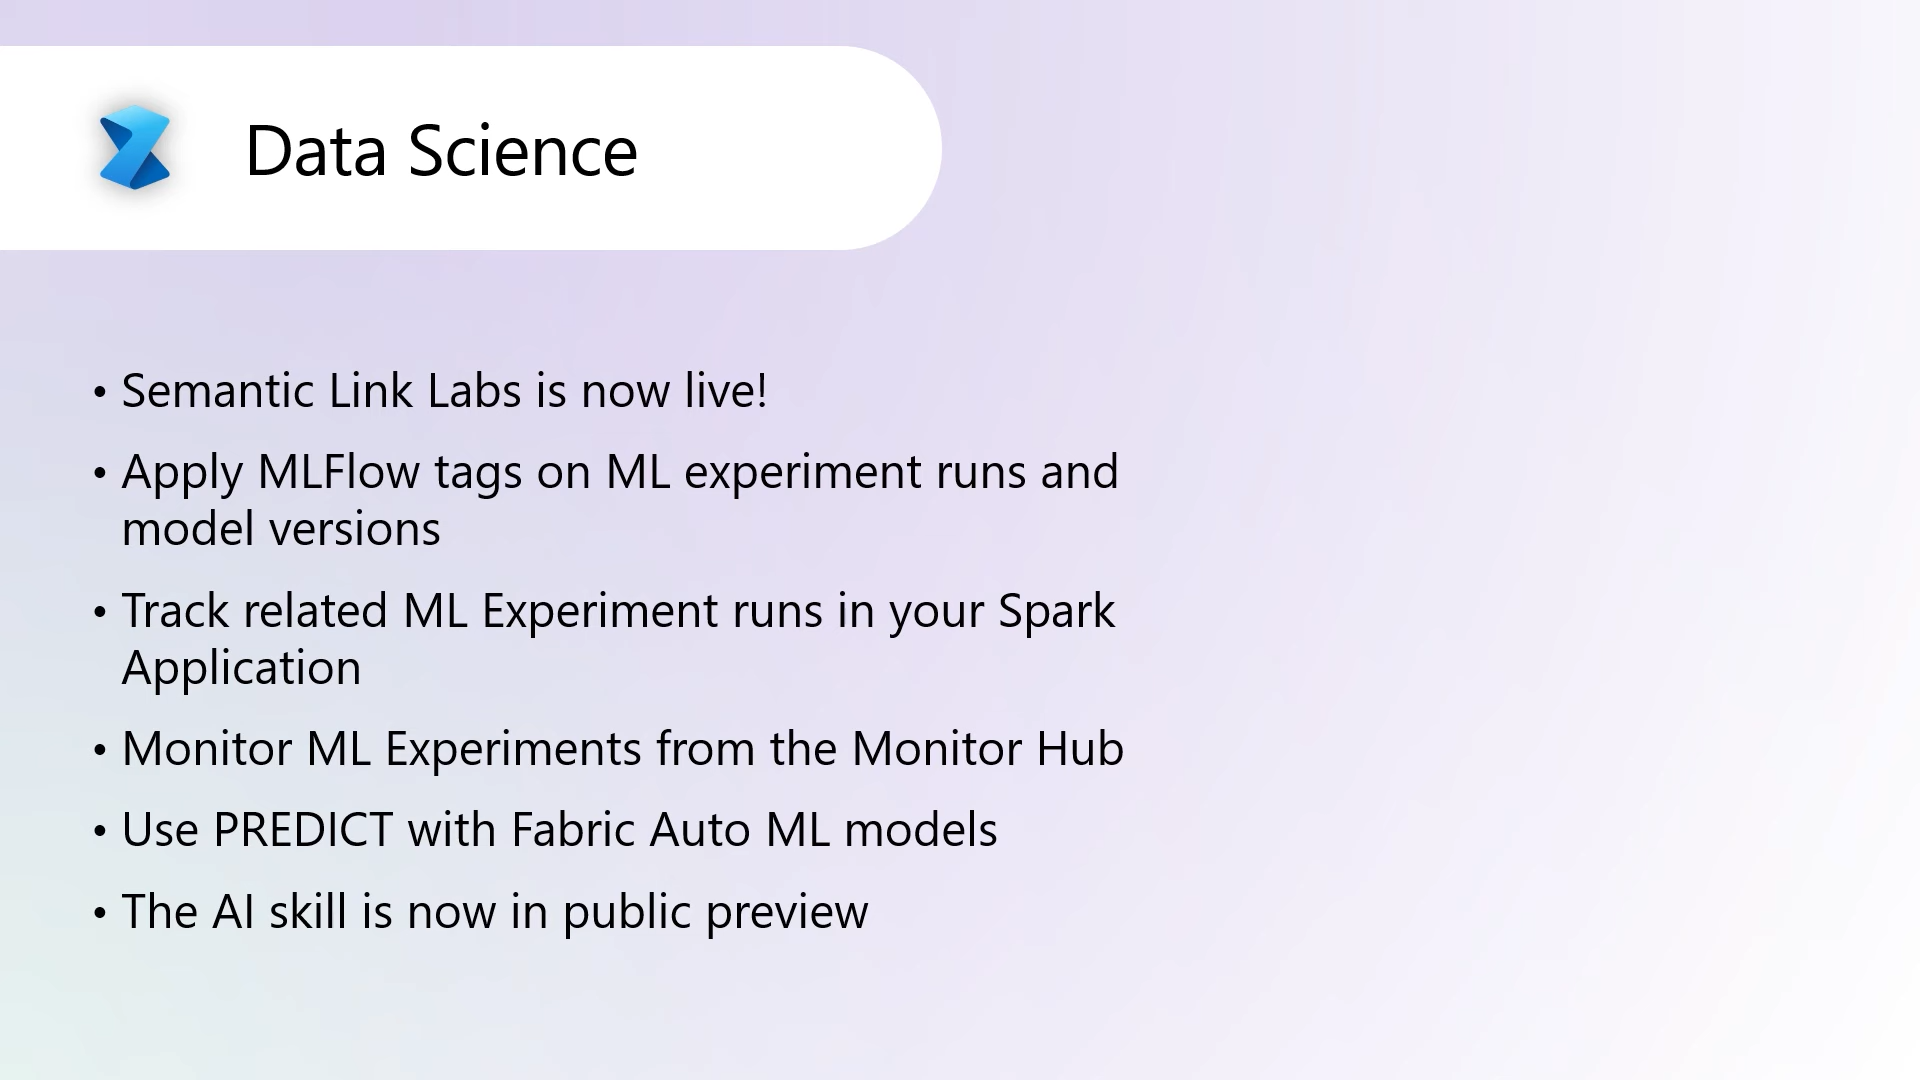 Data Science
• Semantic Link Labs is now live!
• Apply MLFlow tags on ML experiment runs and
model versions
• Track related ML Experiment runs in your Spark
Application
• Monitor ML Experiments from the Monitor Hub
• Use PREDICT with Fabric Auto ML models
• The AI skill is now in public preview